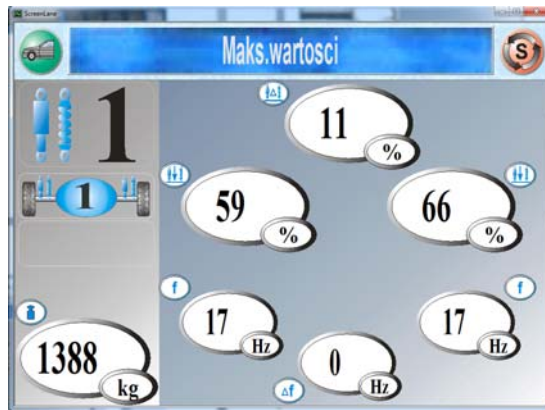 ScreenLane
Maks.wartosci
S
1
11
%
1
59
%
66
%
f
17
Hz
f
17
Hz
1388
kg
0
Hz
Δf